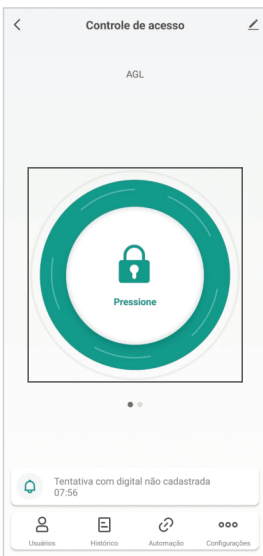 Controle de acesso
AGL
Pressione
Tentativa com digital não cadastrada
07:56
Usuários Histórico Automação Configurações